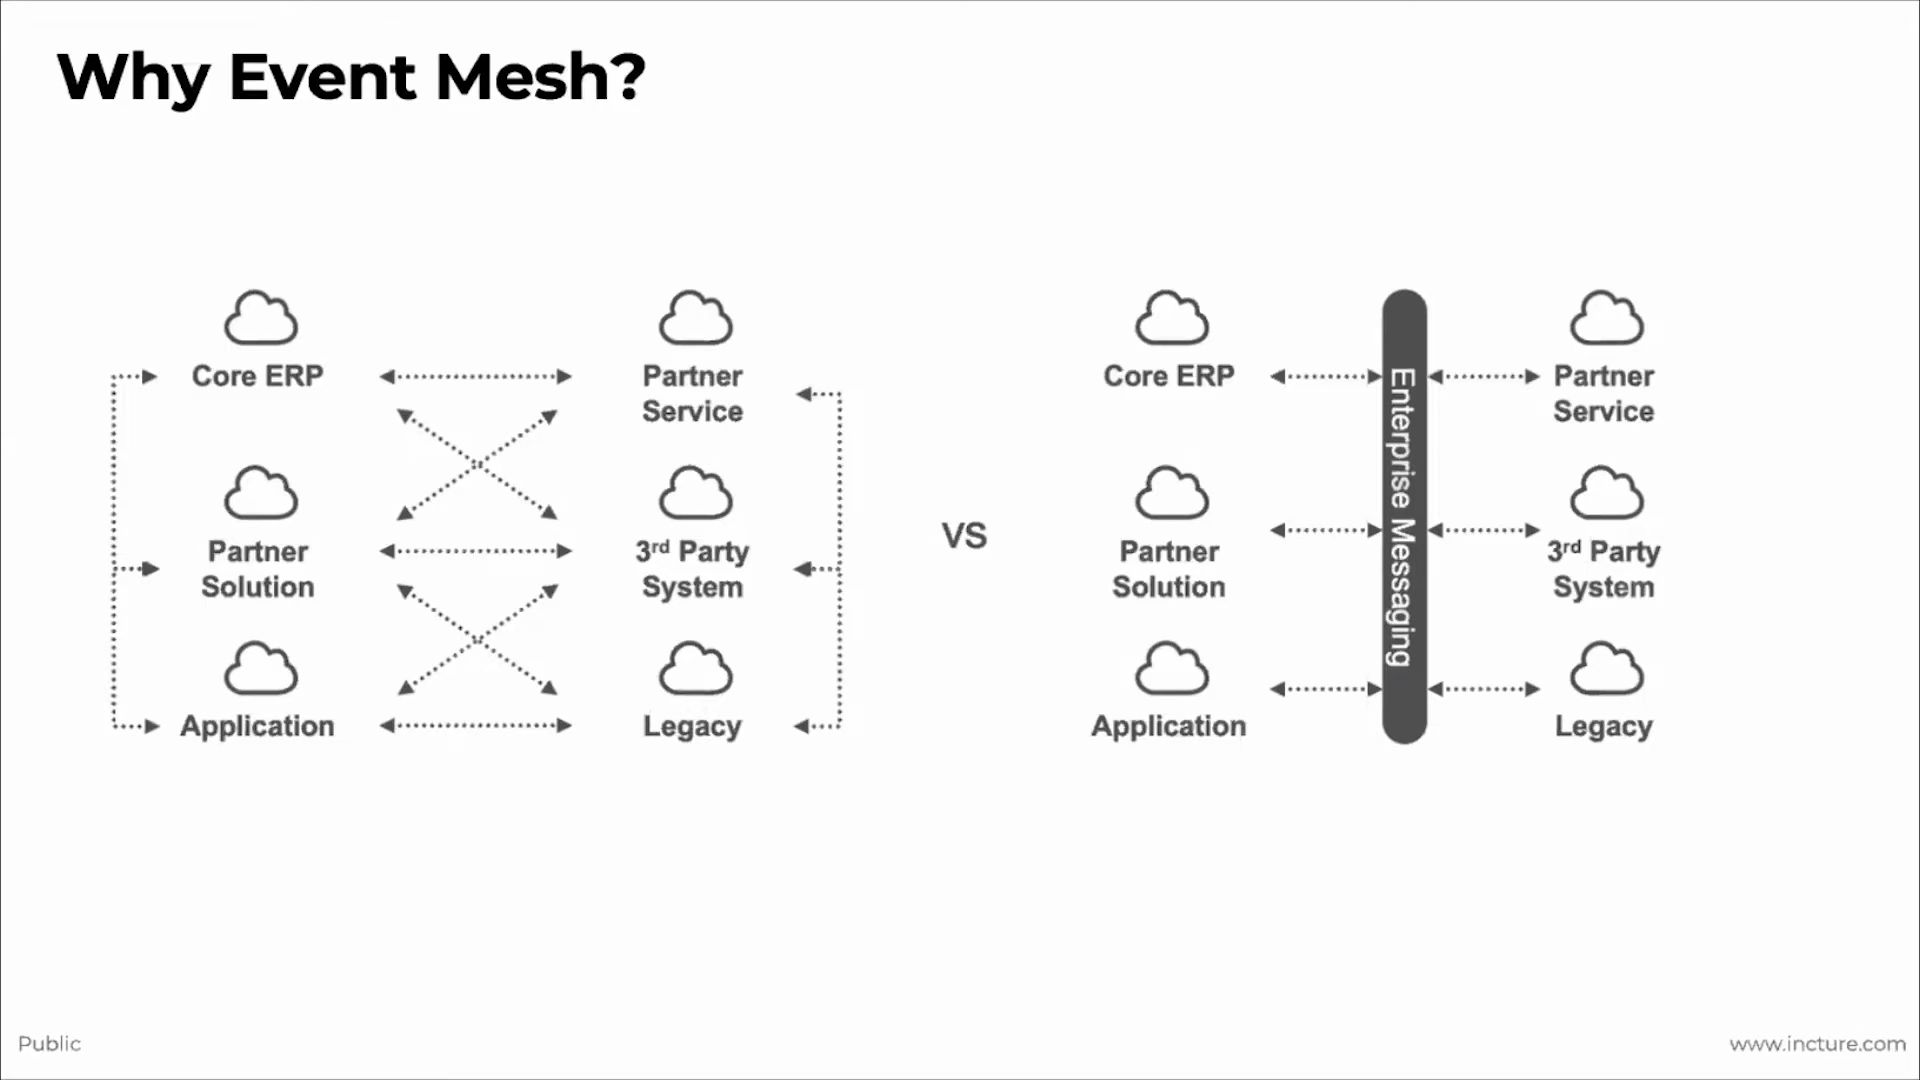 Why Event Mesh?
Core ERP
Partner
Service
Partner
Solution
3rd Party
System
Application
Legacy
VS
Core ERP
Partner
Service
Partner
Solution
3rd Party
System
Application
Legacy
Enterprise Messaging
Public
www.incture.com